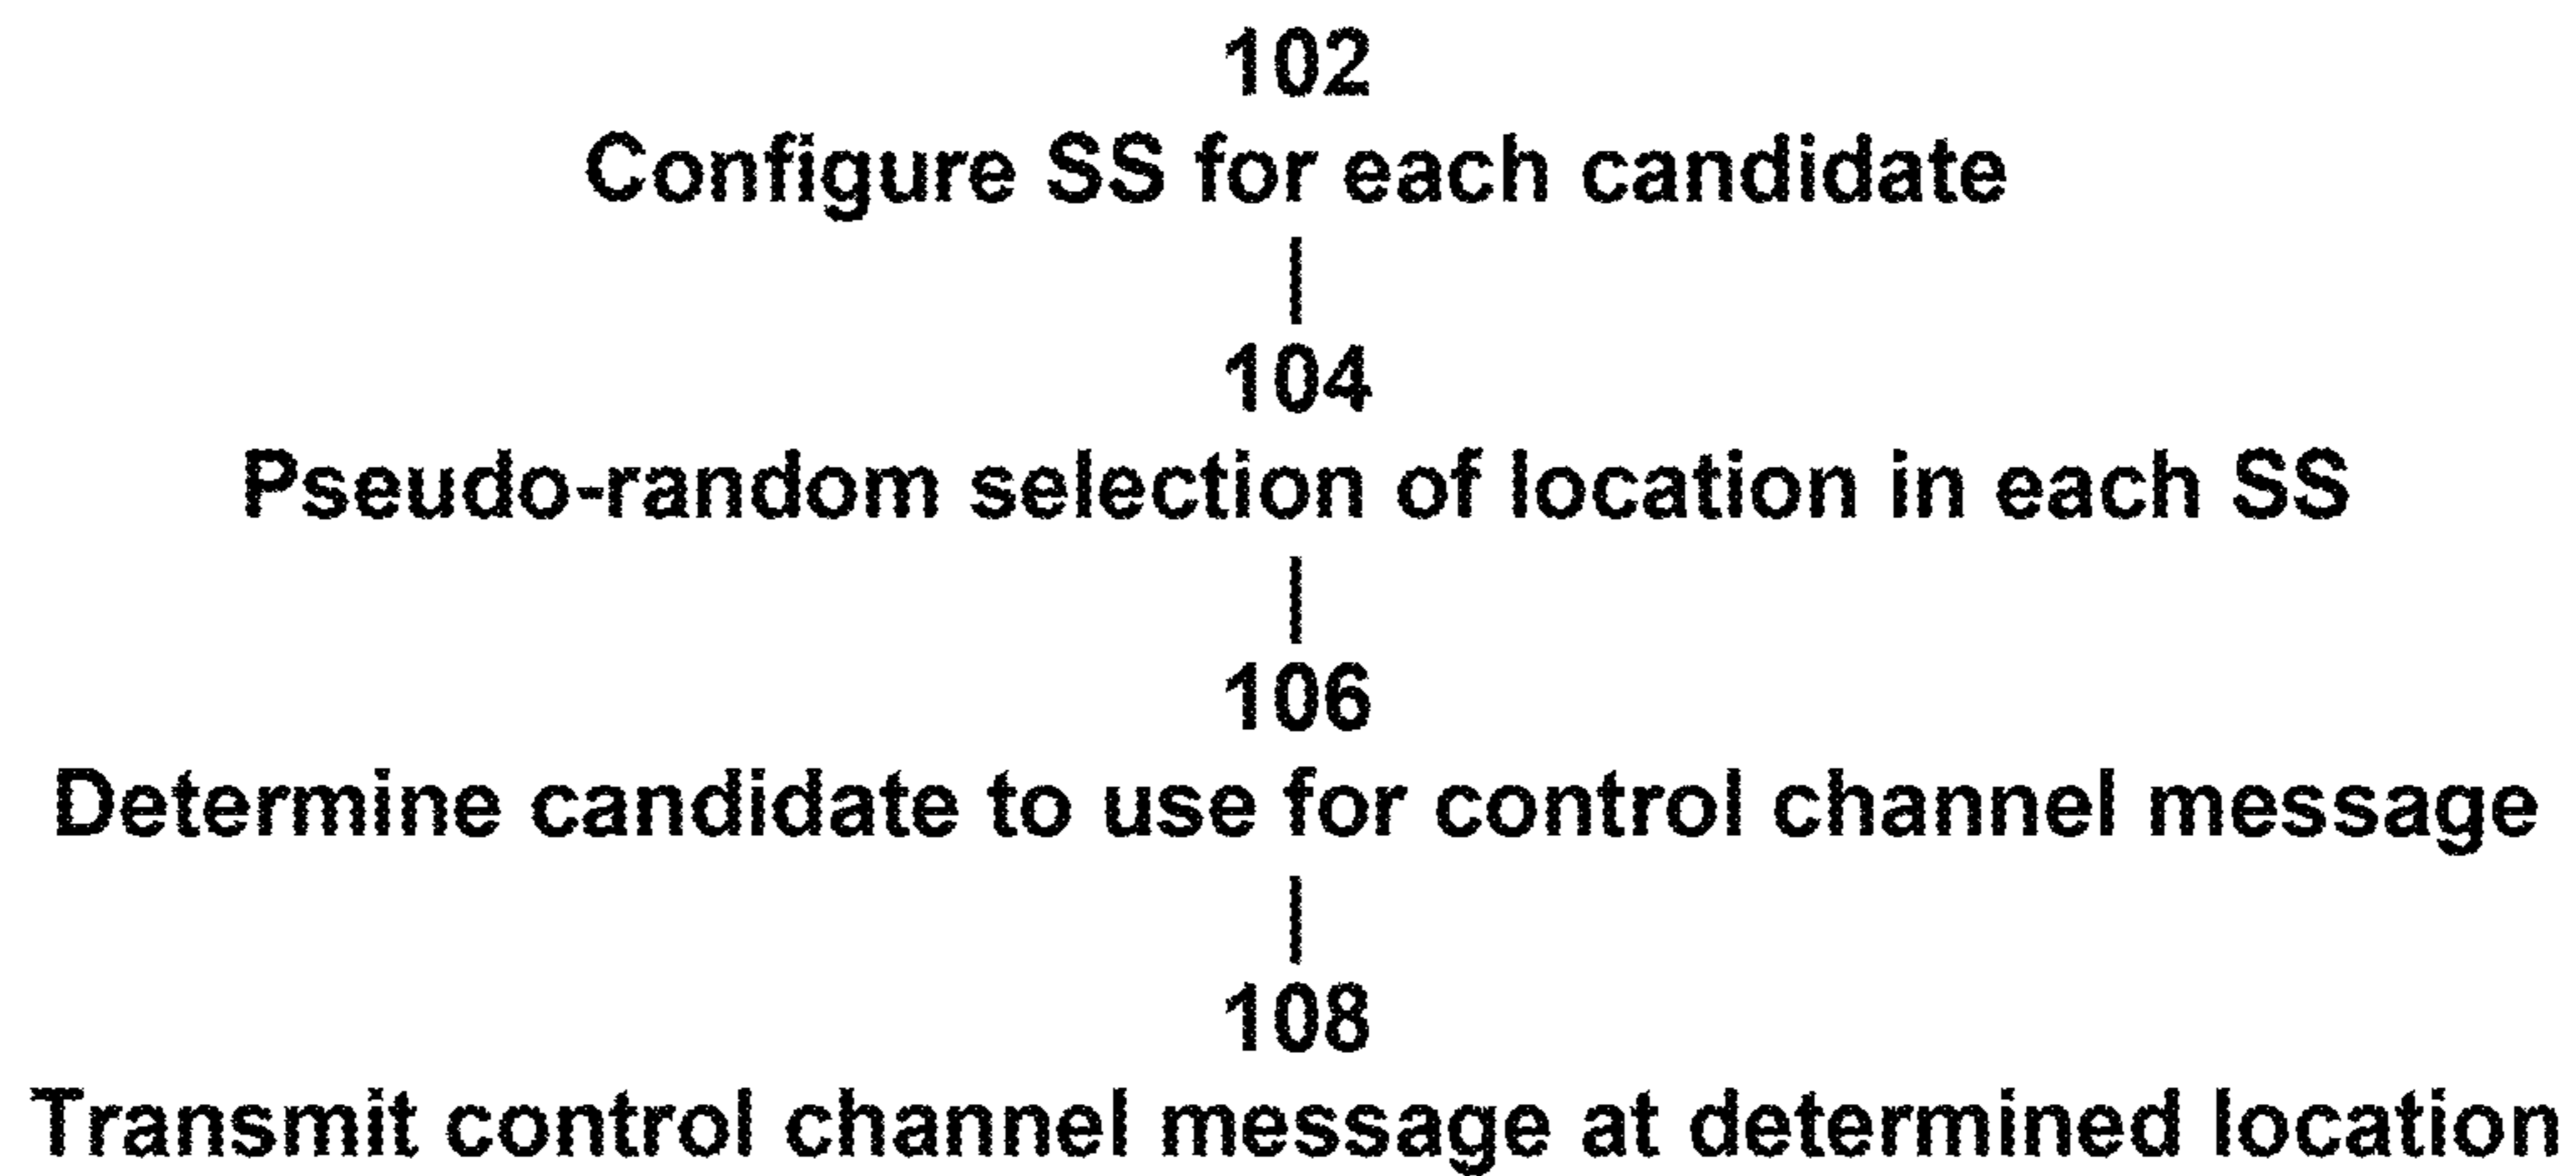 102
Configure SS for each candidate
104
Pseudo-random selection of location in each SS
106
Determine candidate to use for control channel message
108
Transmit control channel message at determined location